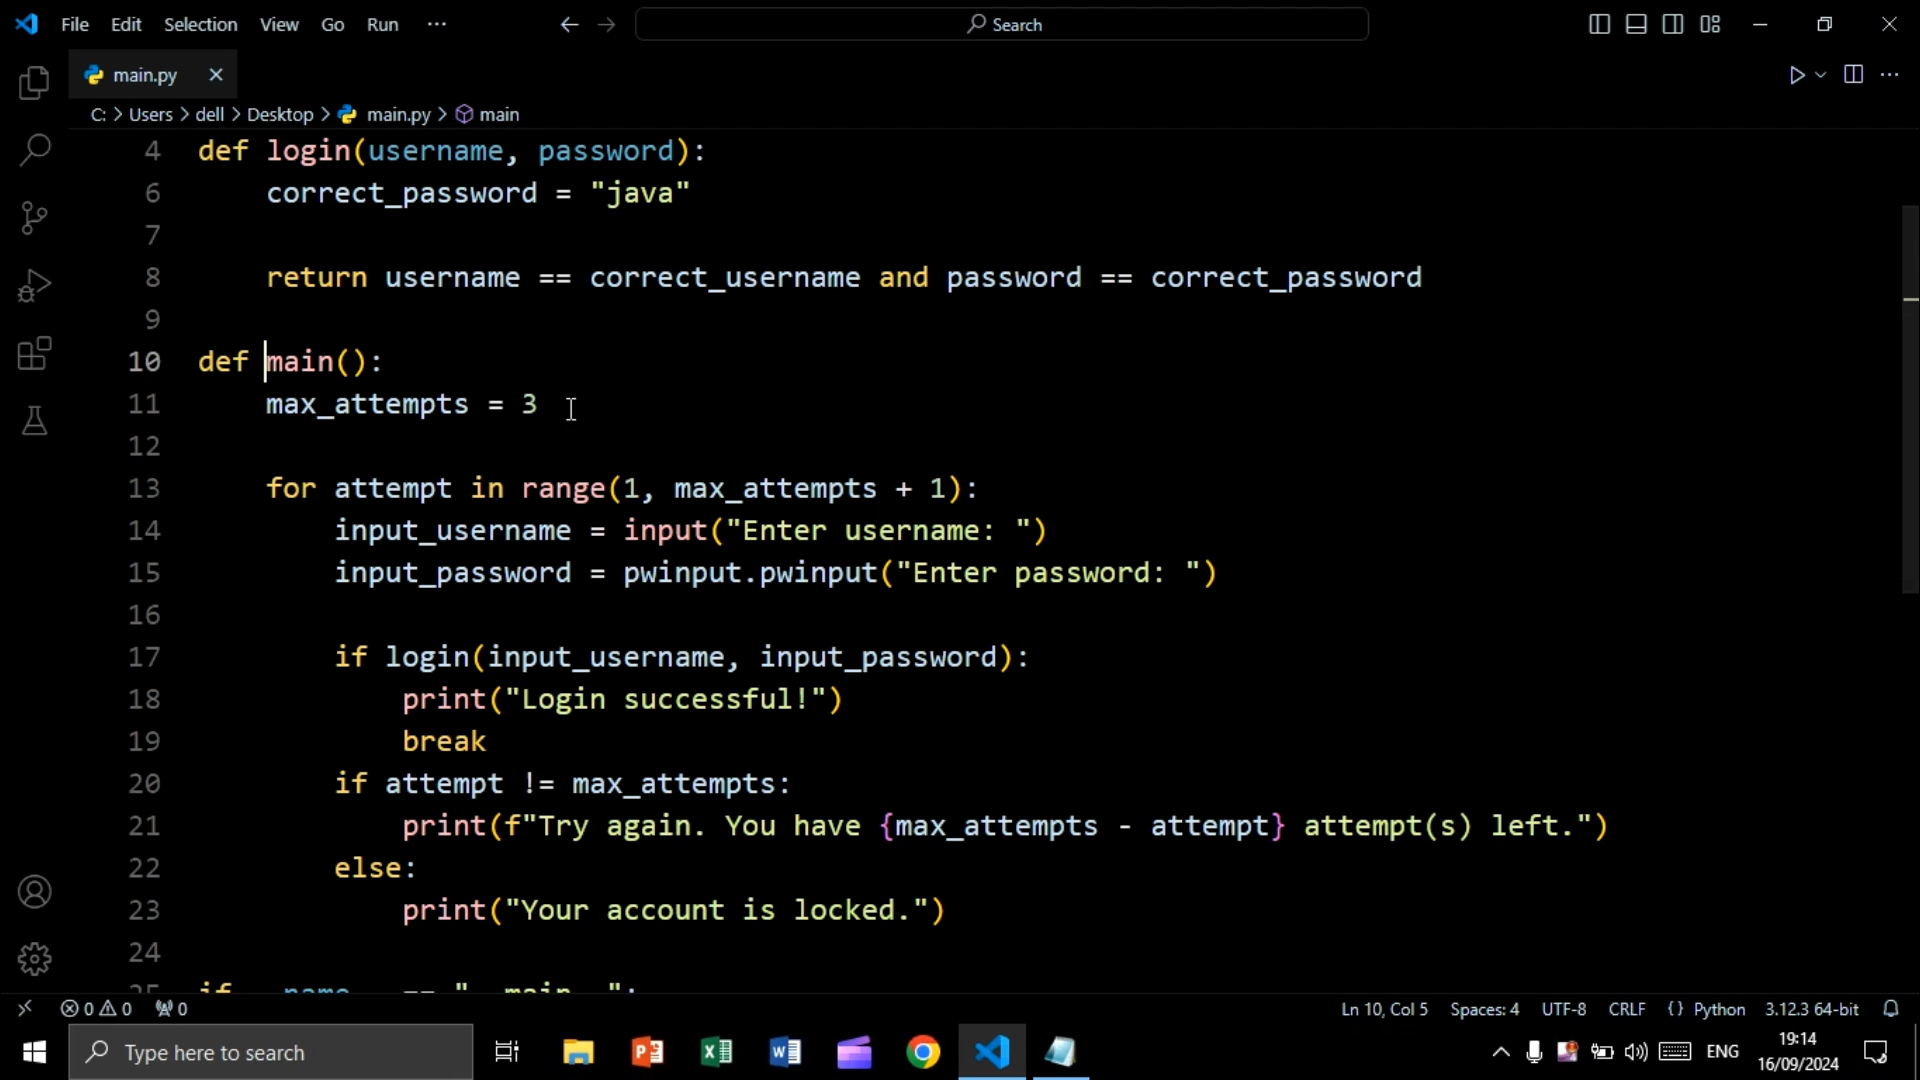 File Edit Selection View Go Run ··· Search
main.py
C: > Users > dell > Desktop > main.py > main
4 def login(username, password):
6     correct_password = "java"
7
8     return username == correct_username and password == correct_password
9
10 def main():
11     max_attempts = 3
12
13     for attempt in range(1, max_attempts + 1):
14         input_username = input("Enter username: ")
15         input_password = pwinput.pwinput("Enter password: ")
16
17         if login(input_username, input_password):
18             print("Login successful!")
19             break
20         if attempt != max_attempts:
21             print(f"Try again. You have {max_attempts - attempt} attempt(s) left.")
22         else:
23             print("Your account is locked.")
24
25 if __name__ == "__main__":
0 0 0 Ln 10, Col 5 Spaces: 4 UTF-8 CRLF {} Python 3.12.3 64-bit
Type here to search ENG 19:14
16/09/2024